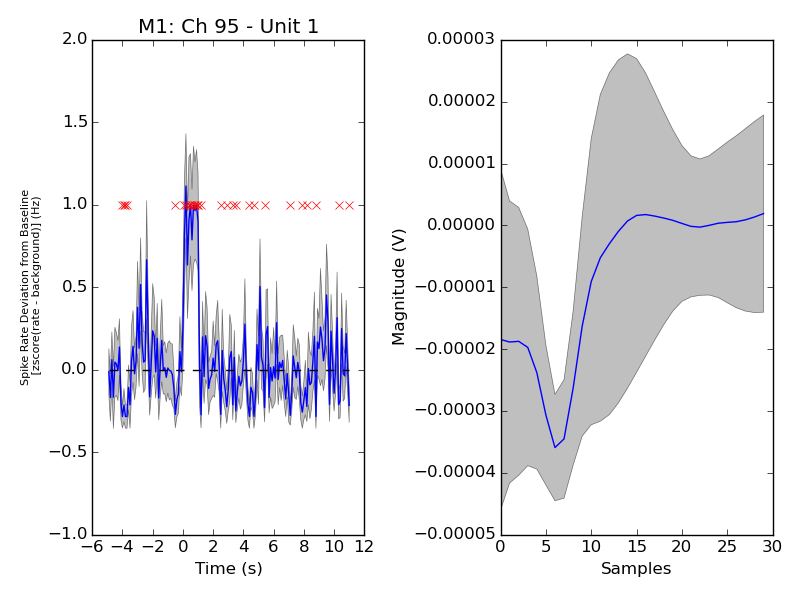 M1: Ch 95 - Unit 1
2.0
1.5
1.0
0.5
0.0
−0.5
−1.0
−6 −4 −2 0 2 4 6 8 10 12
Time (s)
Spike Rate Deviation from Baseline
[zscore(rate - background)] (Hz)
0.00003
0.00002
0.00001
0.00000
−0.00001
−0.00002
−0.00003
−0.00004
−0.00005
0 5 10 15 20 25 30
Samples
Magnitude (V)